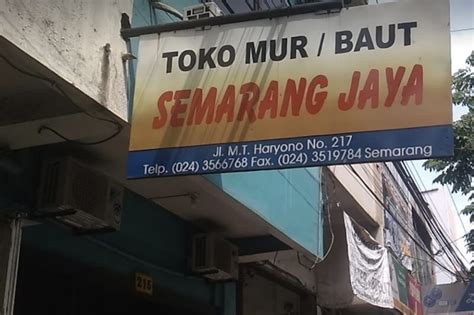 TOKO MUR / BAUT
SEMARANG JAYA
Jl. M.T. Haryono No. 217
Telp. (024) 3566768 Fax. (024) 3519784 Semarang
215